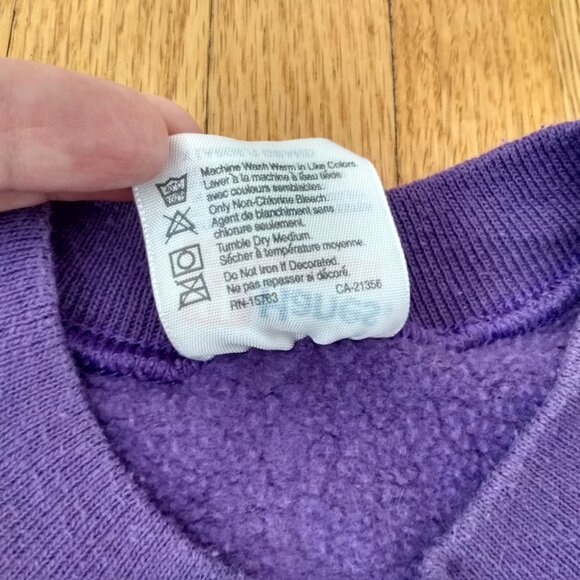 Machine Wash Warm in Like Colors.
Laver à la machine à l'eau tiède
avec couleurs semblables.
Only Non-Chlorine Bleach.
Agent de blanchiment sans
chlorure seulement.
Tumble Dry Medium.
Sécher à température moyenne.
Do Not Iron if Decorated.
Ne pas repasser si décoré.
RN-15763 CA-21356
Hanes